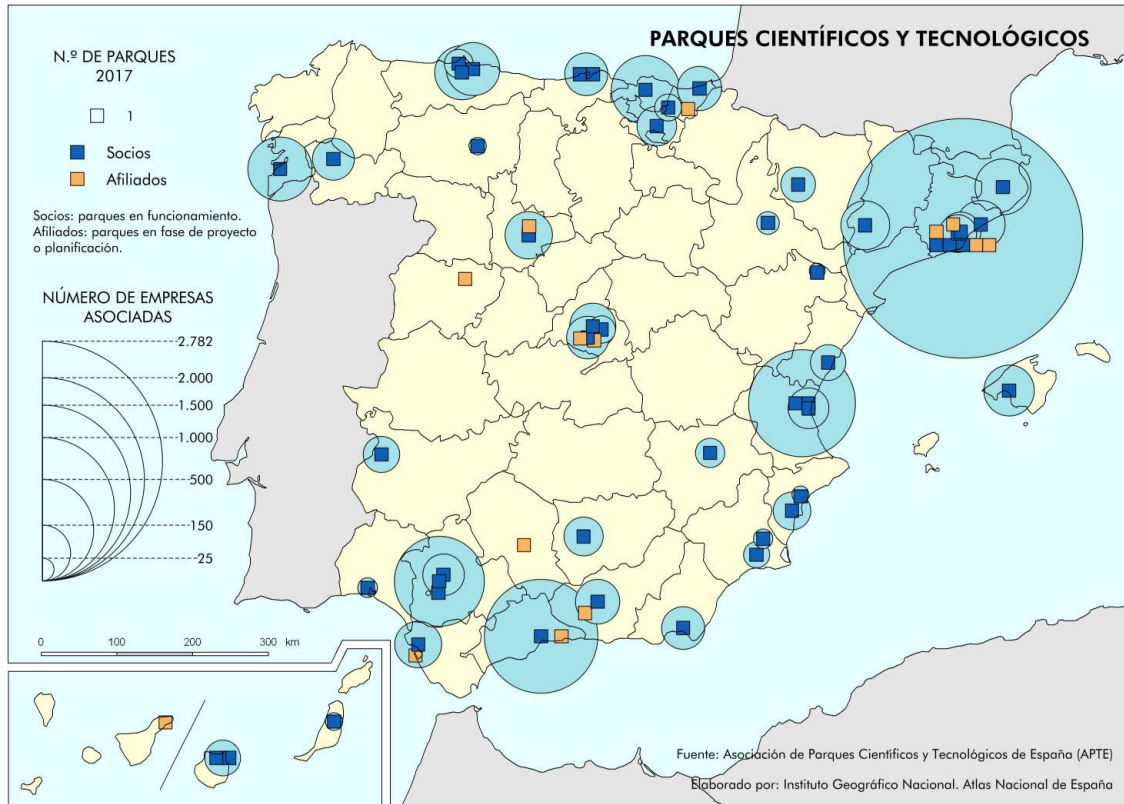 PARQUES CIENTÍFICOS Y TECNOLÓGICOS
N.º DE PARQUES
2017
1
Socios
Afiliados
Socios: parques en funcionamiento.
Afiliados: parques en fase de proyecto
o planificación.
NÚMERO DE EMPRESAS
ASOCIADAS
2.782
2.000
1.500
1.000
500
150
25
0 100 200 300 km
Fuente: Asociación de Parques Científicos y Tecnológicos de España (APTE)
Elaborado por: Instituto Geográfico Nacional. Atlas Nacional de España